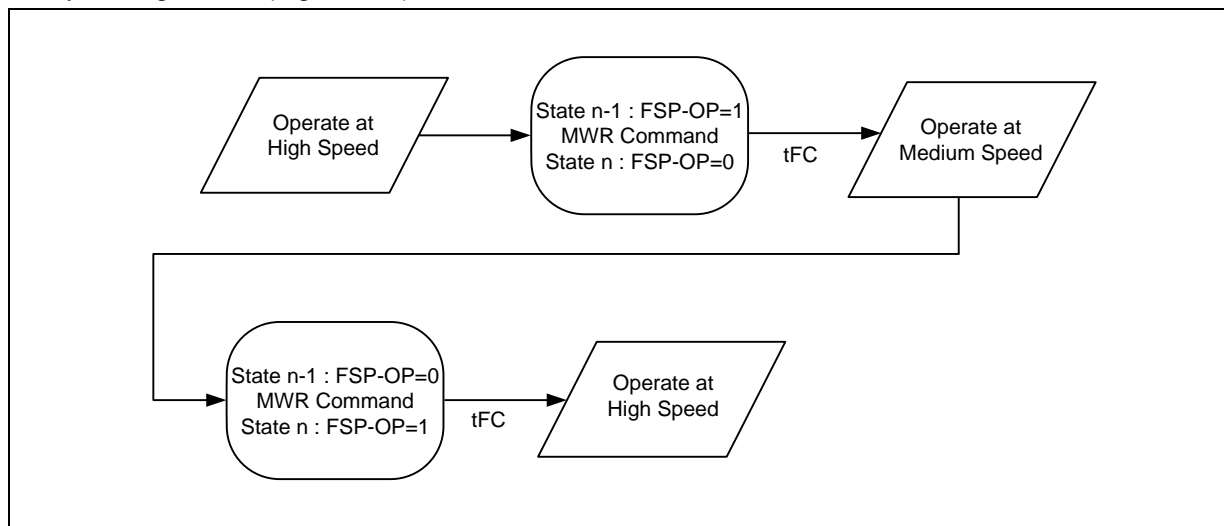 Operate at
High Speed
State n-1 : FSP-OP=1
MWR Command
State n : FSP-OP=0
tFC
Operate at
Medium Speed
State n-1 : FSP-OP=0
MWR Command
State n : FSP-OP=1
tFC
Operate at
High Speed